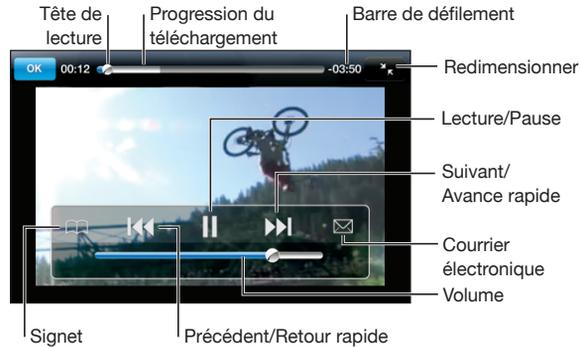 Tête de
lecture
Progression du
téléchargement
Barre de défilement
OK
00:12
-03:50
Redimensionner
Lecture/Pause
Suivant/
Avance rapide
Courrier
électronique
Volume
Signet
Précédent/Retour rapide